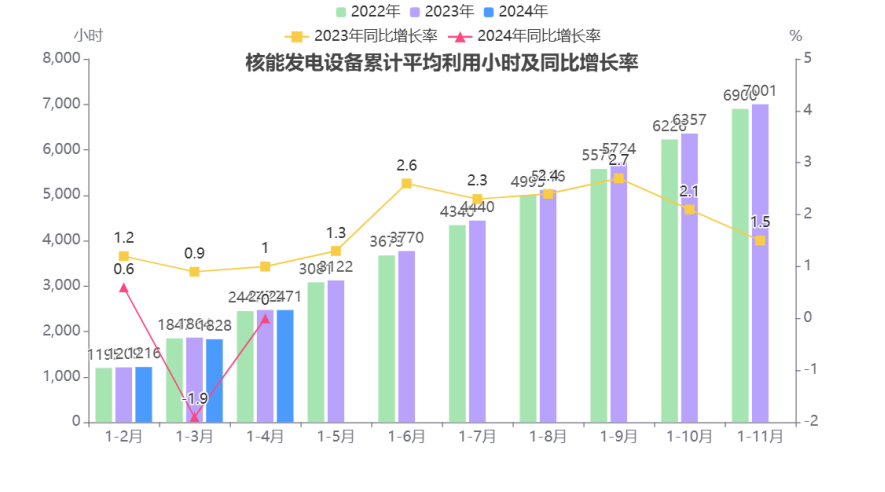 2022年 2023年 2024年
2023年同比增长率 2024年同比增长率
小时 %
核能发电设备累计平均利用小时及同比增长率
8,000 5
7,000 4
6,000 3
5,000 2
4,000 1
3,000 0
2,000 -1
1,000 -2
0
7001
6357
6226
5724
4440
3770
3122
2471
1828
1216
1.2 0.9 1 1.3 2.6 2.3 2.4 2.7 2.1 1.5
0.6 -1.9 0
1-2月 1-3月 1-4月 1-5月 1-6月 1-7月 1-8月 1-9月 1-10月 1-11月